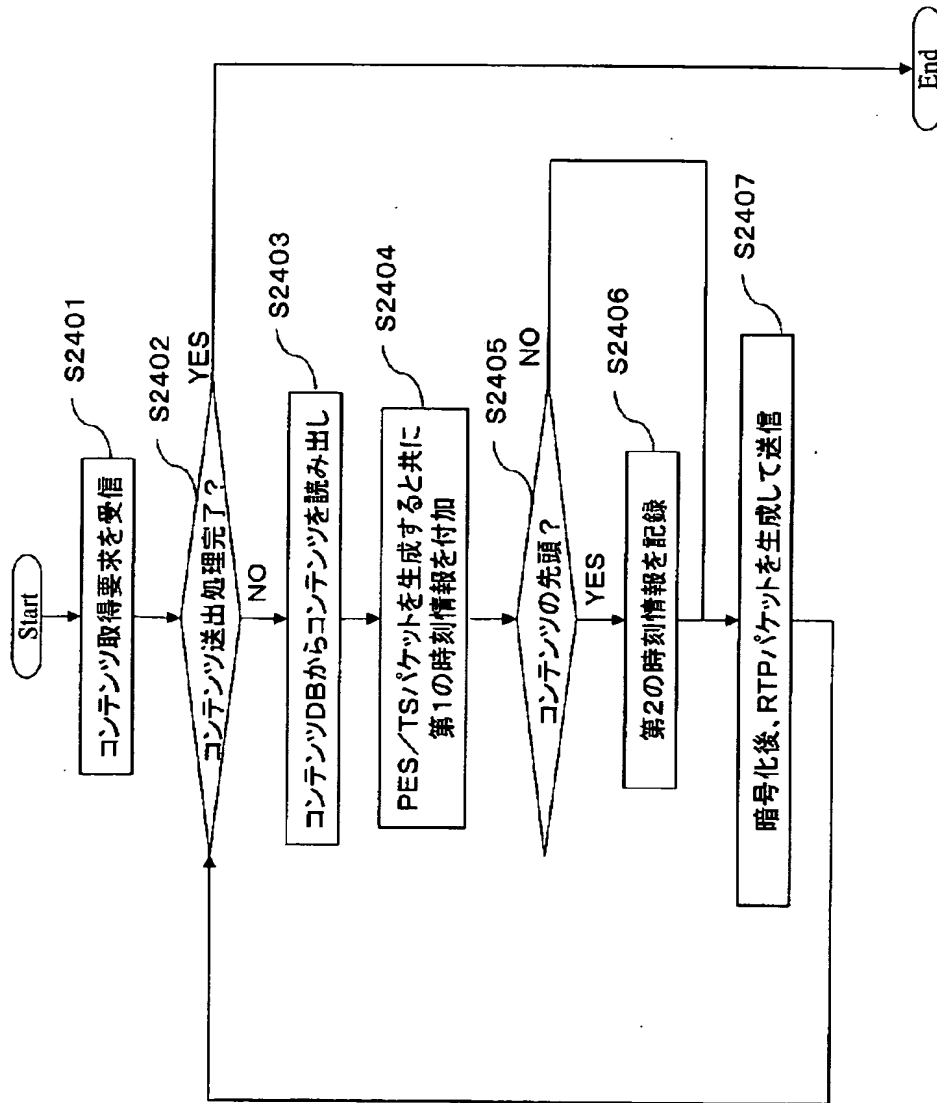 Start
コンテンツ取得要求を受信
S2401
コンテンツ送出処理完了?
S2402
YES
NO
コンテンツDBからコンテンツを読み出し
S2403
PES/TSパケットを生成すると共に
第1の時刻情報を付加
S2404
コンテンツの先頭?
S2405
NO
YES
第2の時刻情報を記録
S2406
暗号化後、RTPパケットを生成して送信
S2407
End